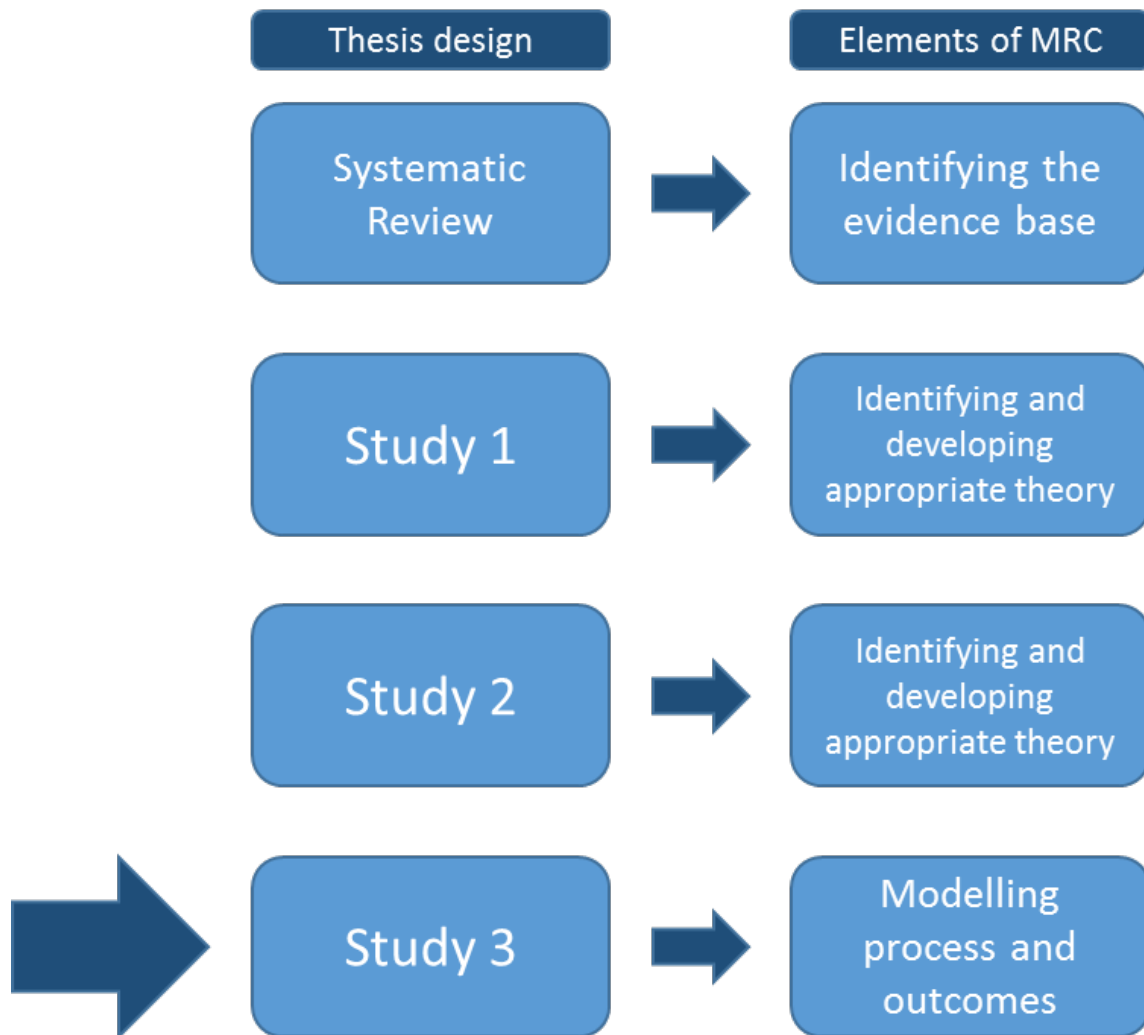 Thesis design
Elements of MRC
Systematic
Review
Identifying the
evidence base
Study 1
Identifying and
developing
appropriate theory
Study 2
Identifying and
developing
appropriate theory
Study 3
Modelling
process and
outcomes